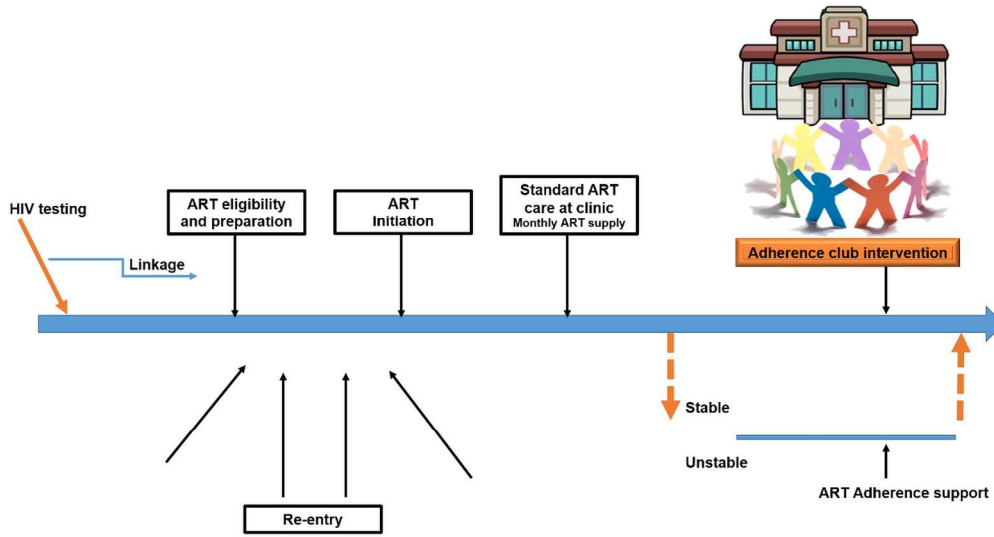 HIV testing
Linkage
ART eligibility
and preparation
ART
Initiation
Standard ART
care at clinic
Monthly ART supply
Adherence club intervention
Stable
Unstable
ART Adherence support
Re-entry